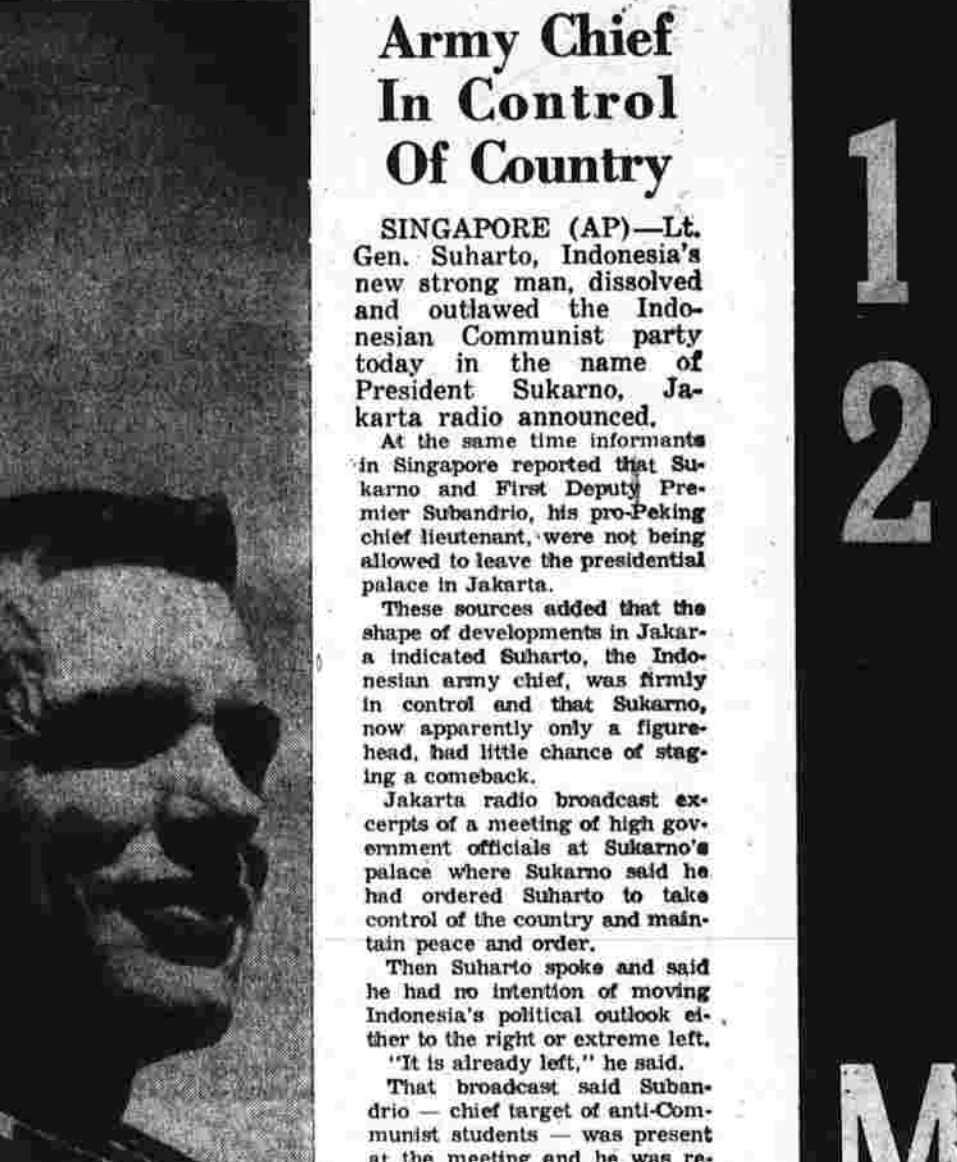 Army Chief
In Control
Of Country
SINGAPORE (AP)—Lt.
Gen. Suharto, Indonesia's
new strong man, dissolved
and outlawed the Indo-
nesian Communist party
today in the name of
President Sukarno, Ja-
karta radio announced.
At the same time informants
in Singapore reported that Su-
karno and First Deputy Pre-
mier Subandrio, his pro-Peking
chief lieutenant, were not being
allowed to leave the presidential
palace in Jakarta.
These sources added that the
shape of developments in Jakar-
a indicated Suharto, the Indo-
nesian army chief, was firmly
in control and that Sukarno,
now apparently only a figure-
head, had little chance of stag-
ing a comeback.
Jakarta radio broadcast ex-
cerpts of a meeting of high gov-
ernment officials at Sukarno's
palace where Sukarno said he
had ordered Suharto to take
control of the country and main-
tain peace and order.
Then Suharto spoke and said
he had no intention of moving
Indonesia's political outlook ei-
ther to the right or extreme left.
"It is already left," he said.
That broadcast said Suban-
drio — chief target of anti-Com-
munist students — was present
at the meeting and he was re-
1
2
M